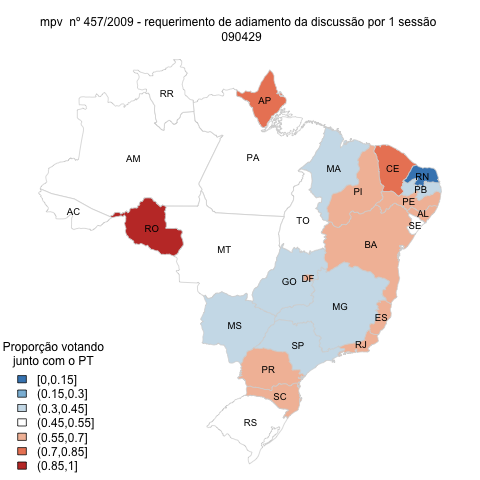 mpv  nº 457/2009 - requerimento de adiamento da discussão por 1 sessão
090429
RR
AP
AM
PA
MA
CE
RN
PB
PI
PE
AL
SE
AC
RO
TO
BA
MT
GO
DF
MG
ES
MS
SP
RJ
PR
SC
RS
Proporção votando
junto com o PT
[0,0.15]
(0.15,0.3]
(0.3,0.45]
(0.45,0.55]
(0.55,0.7]
(0.7,0.85]
(0.85,1]